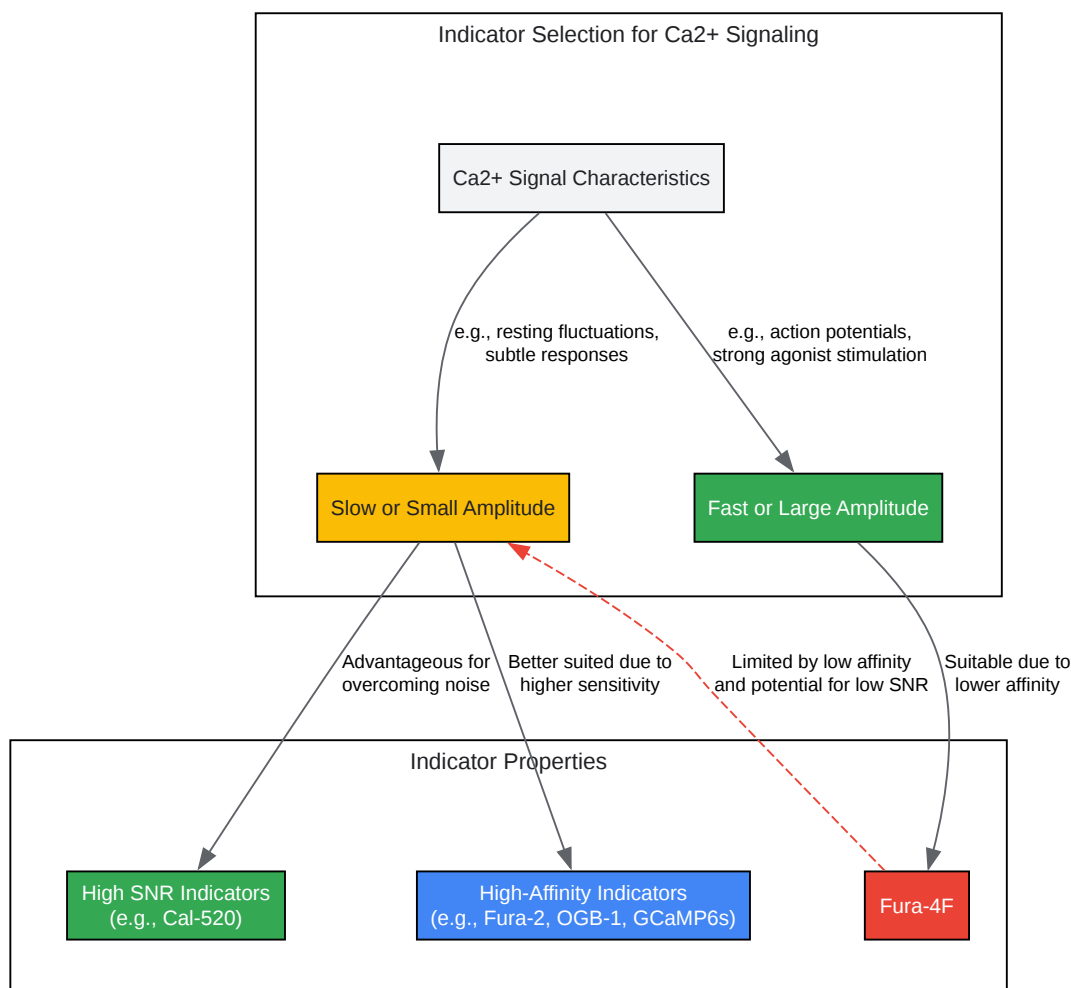 Indicator Selection for Ca2+ Signaling
Ca2+ Signal Characteristics
e.g., resting fluctuations,
subtle responses
e.g., action potentials,
strong agonist stimulation
Slow or Small Amplitude
Fast or Large Amplitude
Advantageous for
overcoming noise
Better suited due to
higher sensitivity
Limited by low affinity
and potential for low SNR
Suitable due to
lower affinity
Indicator Properties
High SNR Indicators
(e.g., Cal-520)
High-Affinity Indicators
(e.g., Fura-2, OGB-1, GCaMP6s)
Fura-4F